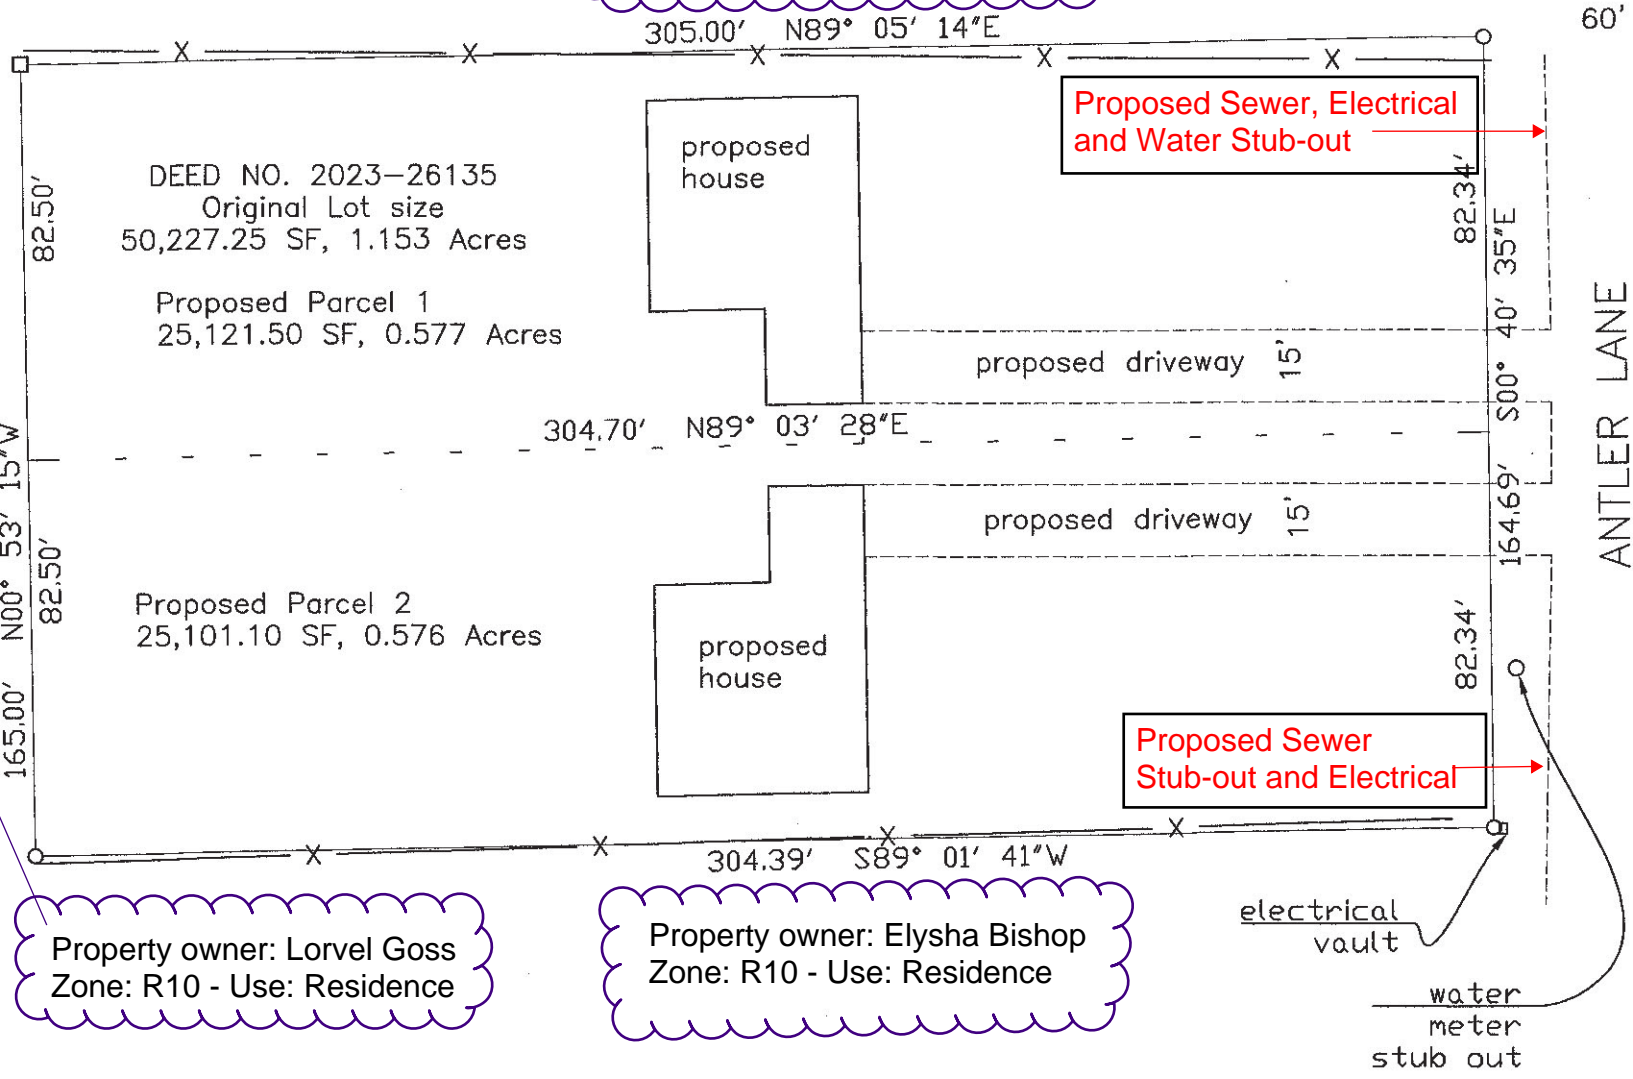 305.00' N89° 05' 14"E
60'
Proposed Sewer, Electrical
and Water Stub-out
proposed
house
DEED NO. 2023-26135
Original Lot size
50,227.25 SF, 1.153 Acres
82.50'
82.34'
Proposed Parcel 1
25,121.50 SF, 0.577 Acres
proposed driveway 15'
304.70' N89° 03' 28"E
164.69' S00° 40' 35"E
ANTLER LANE
165.00' N00° 53' 15"W
proposed driveway 15'
82.50'
Proposed Parcel 2
25,101.10 SF, 0.576 Acres
proposed
house
82.34'
Proposed Sewer
Stub-out and Electrical
304.39' S89° 01' 41"W
electrical
vault
Property owner: Lorvel Goss
Zone: R10 - Use: Residence
Property owner: Elysha Bishop
Zone: R10 - Use: Residence
water
meter
stub out